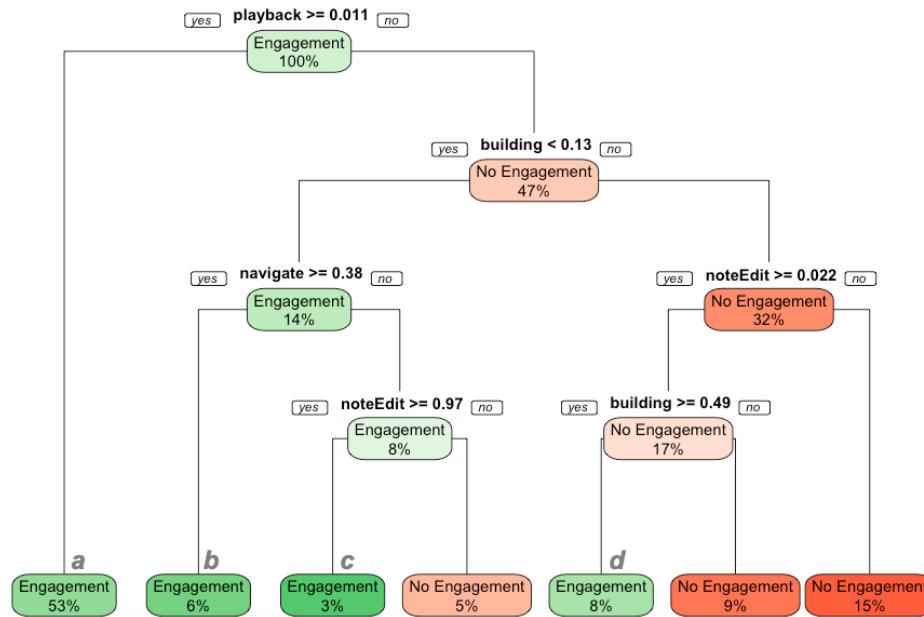 playback >= 0.011
yes no
Engagement
100%
building < 0.13
yes no
No Engagement
47%
navigate >= 0.38
yes no
Engagement
14%
noteEdit >= 0.022
yes no
No Engagement
32%
noteEdit >= 0.97
yes no
Engagement
8%
building >= 0.49
yes no
No Engagement
17%
a
Engagement
53%
b
Engagement
6%
c
Engagement
3%
No Engagement
5%
d
Engagement
8%
No Engagement
9%
No Engagement
15%